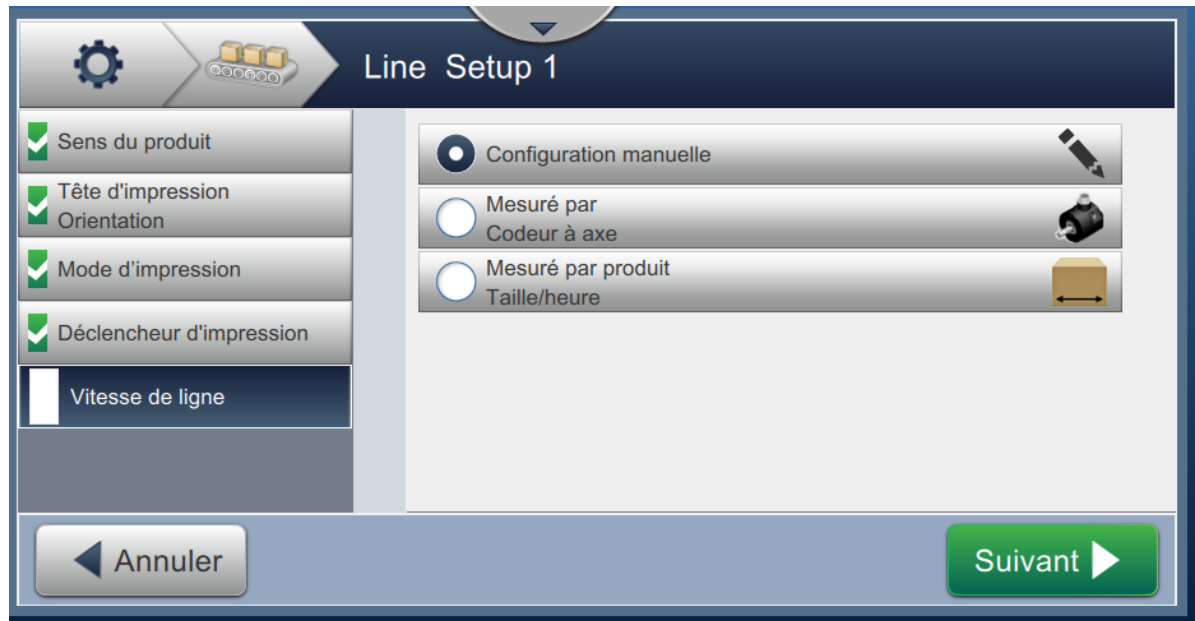 Line Setup 1
Sens du produit
Tête d'impression
Orientation
Mode d’impression
Déclencheur d'impression
Vitesse de ligne
Configuration manuelle
Mesuré par
Codeur à axe
Mesuré par produit
Taille/heure
Annuler
Suivant